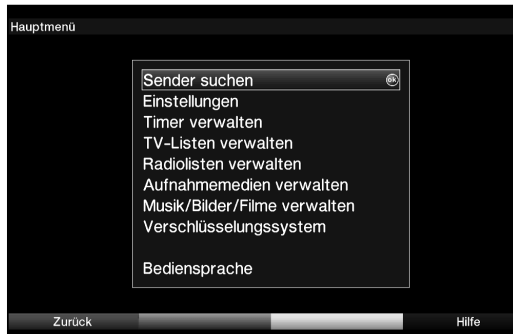 Hauptmenü
Sender suchen ok
Einstellungen
Timer verwalten
TV-Listen verwalten
Radiolisten verwalten
Aufnahmemedien verwalten
Musik/Bilder/Filme verwalten
Verschlüsselungssystem
Bediensprache
Zurück Hilfe